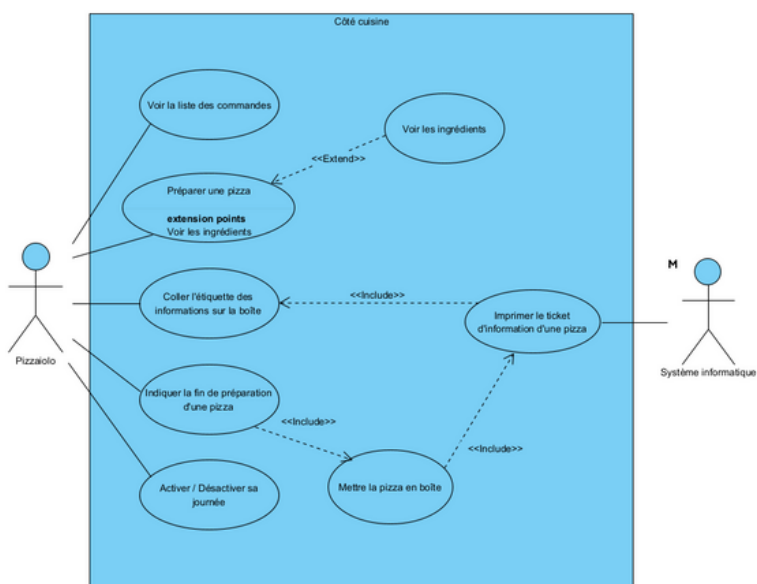 Côté cuisine
Voir la liste des commandes
Voir les ingrédients
<<Extend>>
Préparer une pizza
extension points
Voir les ingrédients
M
<<Include>>
Coller l'étiquette des
informations sur la boîte
Imprimer le ticket
d'information d'une pizza
Pizzaiolo
Système informatique
Indiquer la fin de préparation
d'une pizza
<<Include>>
<<Include>>
Mettre la pizza en boîte
Activer / Désactiver sa
journée